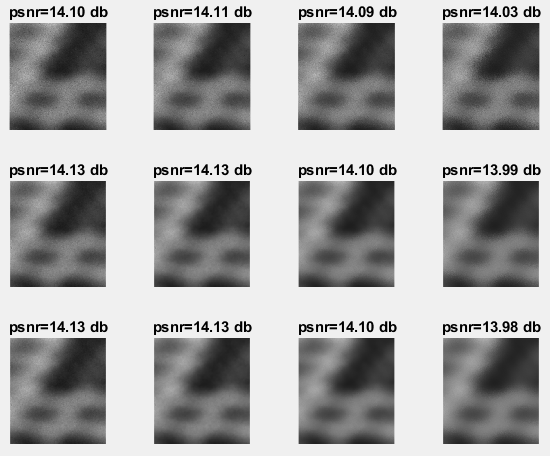 psnr=14.10 db psnr=14.11 db psnr=14.09 db psnr=14.03 db
psnr=14.13 db psnr=14.13 db psnr=14.10 db psnr=13.99 db
psnr=14.13 db psnr=14.13 db psnr=14.10 db psnr=13.98 db